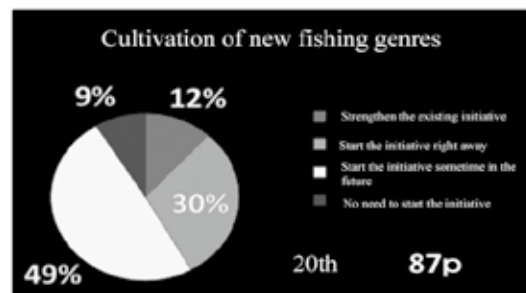 Cultivation of new fishing genres
9%
12%
30%
49%
Strengthen the existing initiative
Start the initiative right away
Start the initiative sometime in the
future
No need to start the initiative
20th
87p